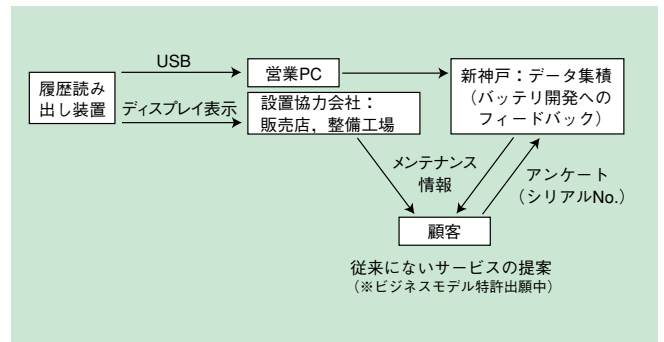 USB
営業PC
新神戸：データ集積
（バッテリ開発への
フィードバック）
履歴読み
出し装置
ディスプレイ表示
設置協力会社：
販売店，整備工場
メンテナンス
情報
アンケート
（シリアルNo.）
顧客
従来にないサービスの提案
（※ビジネスモデル特許出願中）